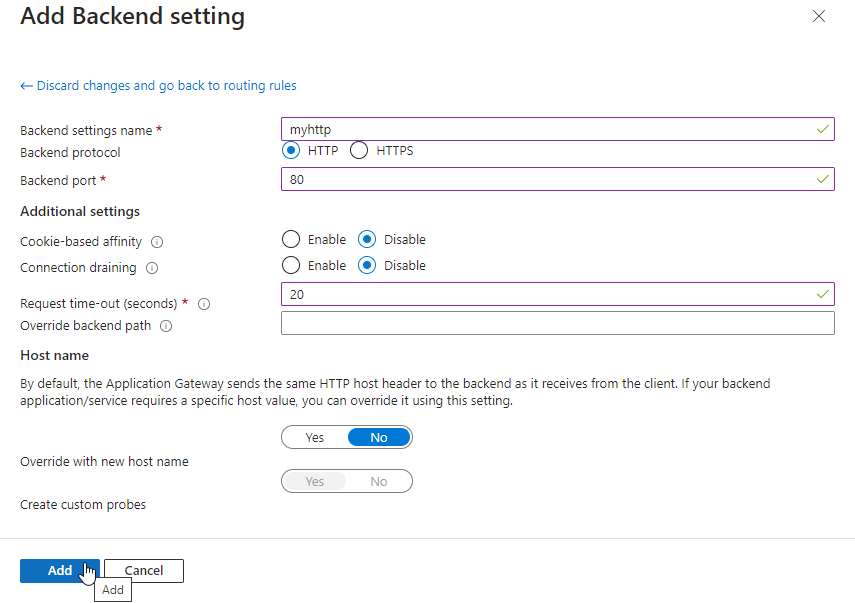 Add Backend setting
← Discard changes and go back to routing rules
Backend settings name * myhttp
Backend protocol HTTP HTTPS
Backend port * 80
Additional settings
Cookie-based affinity Enable Disable
Connection draining Enable Disable
Request time-out (seconds) * 20
Override backend path
Host name
By default, the Application Gateway sends the same HTTP host header to the backend as it receives from the client. If your backend
application/service requires a specific host value, you can override it using this setting.
Yes No
Override with new host name
Yes No
Create custom probes
Add Cancel
Add